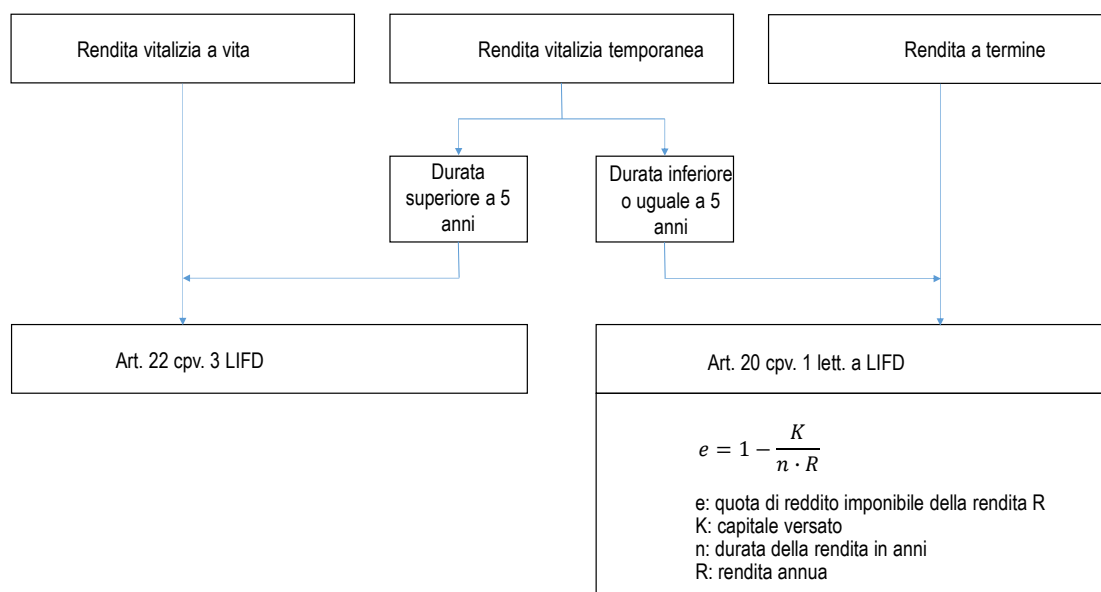 Rendita vitalizia a vita
Rendita vitalizia temporanea
Rendita a termine
Durata
superiore a 5
anni
Durata inferiore
o uguale a 5
anni
Art. 22 cpv. 3 LIFD
Art. 20 cpv. 1 lett. a LIFD
e = 1 − K / (n · R)
e: quota di reddito imponibile della rendita R
K: capitale versato
n: durata della rendita in anni
R: rendita annua